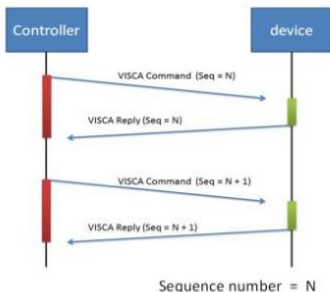 Controller
device
VISCA Command (Seq = N)
VISCA Reply (Seq = N)
VISCA Command (Seq = N + 1)
VISCA Reply (Seq = N + 1)
Sequence number = N